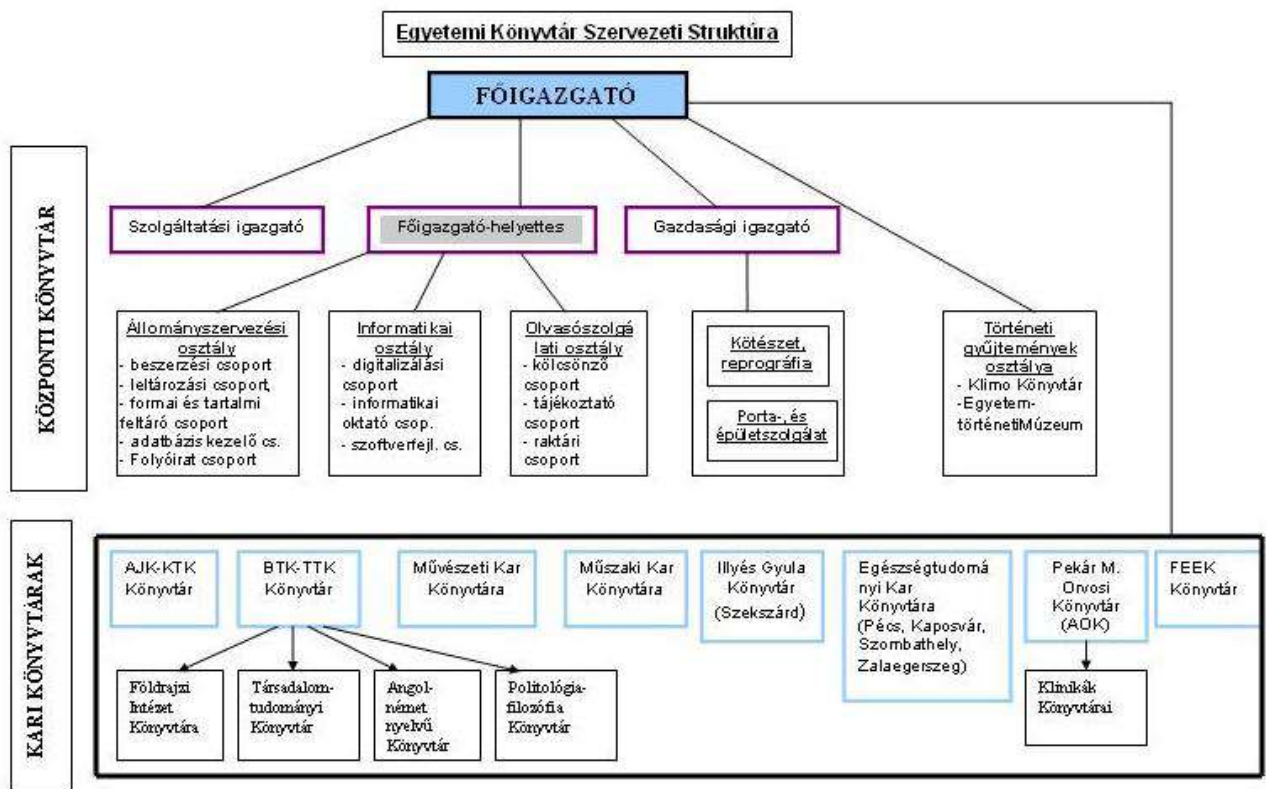 Egyetemi Könyvtár Szervezeti Struktúra
FŐIGAZGATÓ
KÖZPONTI KÖNYVTÁR
Szolgáltatási igazgató
Főigazgató-helyettes
Gazdasági igazgató
Állományszervezési
osztály
- beszerzési csoport
- leltározási csoport,
- formai és tartalmi
feltáró csoport
- adatbázis kezelő cs.
- Folyóirat csoport
Informatikai
osztály
- digitalizálási
csoport
- informatikai
oktató csop.
- szoftverfejl. cs.
Olvasószolgá
lati osztály
- kölcsönző
csoport
- tájékoztató
csoport
- raktári
csoport
Kötészet,
reprográfia
Porta-, és
épületszolgálat
Történeti
gyűjtemények
osztálya
- Klimo Könyvtár
-Egyetem-
történetiMúzeum
KARI KÖNYVTÁRAK
AJK-KTK
Könyvtár
BTK-TTK
Könyvtár
Művészeti Kar
Könyvtára
Műszaki Kar
Könyvtára
Illyés Gyula
Könyvtár
(Szekszárd)
Egészségtudomá
nyi Kar
Könyvtára
(Pécs, Kaposvár,
Szombathely,
Zalaegerszeg)
Pekár M.
Orvosi
Könyvtár
(AOK)
FEEK
Könyvtár
Földrajzi
Intézet
Könyvtára
Társadalom-
tudományi
Könyvtár
Angol-
német
nyelvű
Könyvtár
Politológia-
filozófia
Könyvtár
Klinikák
Könyvtárai